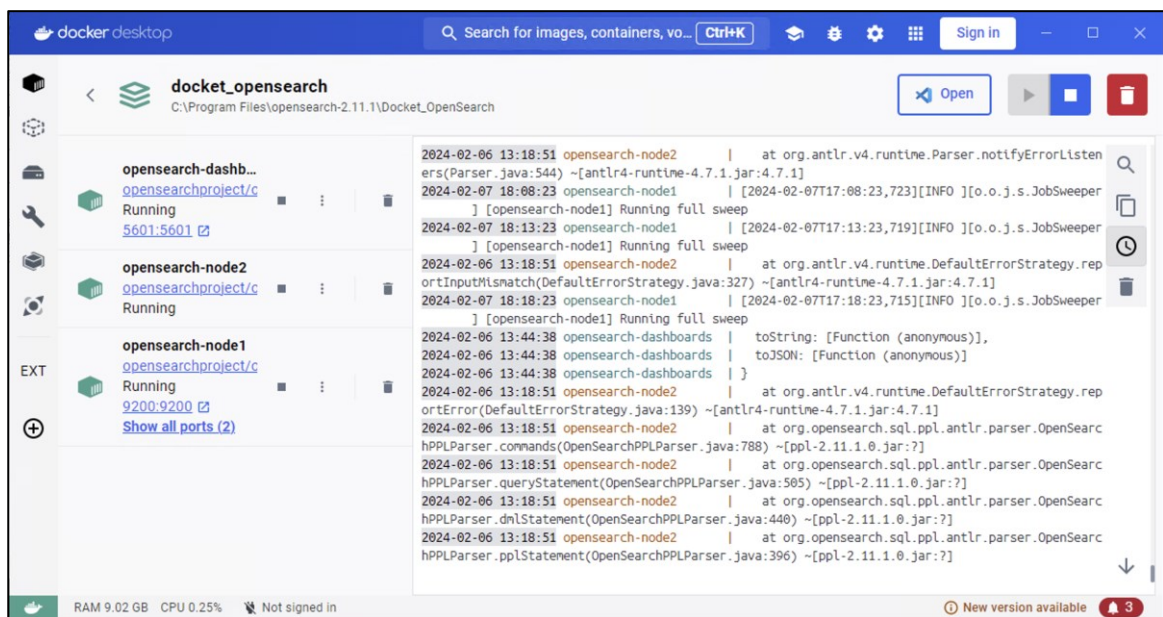 docker desktop
Search for images, containers, vo... Ctrl+K
Sign in
docket_opensearch
C:\Program Files\opensearch-2.11.1\Docket_OpenSearch
Open
EXT
opensearch-dashb...
opensearchproject/c
Running
5601:5601
opensearch-node2
opensearchproject/c
Running
opensearch-node1
opensearchproject/c
Running
9200:9200
Show all ports (2)
2024-02-06 13:18:51 opensearch-node2 | at org.antlr.v4.runtime.Parser.notifyErrorListen
ers(Parser.java:544) ~[antlr4-runtime-4.7.1.jar:4.7.1]
2024-02-07 18:08:23 opensearch-node1 | [2024-02-07T17:08:23,723][INFO ][o.o.j.s.JobSweeper
] [opensearch-node1] Running full sweep
2024-02-07 18:13:23 opensearch-node1 | [2024-02-07T17:13:23,719][INFO ][o.o.j.s.JobSweeper
] [opensearch-node1] Running full sweep
2024-02-06 13:18:51 opensearch-node2 | at org.antlr.v4.runtime.DefaultErrorStrategy.rep
ortInputMismatch(DefaultErrorStrategy.java:327) ~[antlr4-runtime-4.7.1.jar:4.7.1]
2024-02-07 18:18:23 opensearch-node1 | [2024-02-07T17:18:23,715][INFO ][o.o.j.s.JobSweeper
] [opensearch-node1] Running full sweep
2024-02-06 13:44:38 opensearch-dashboards | toString: [Function (anonymous)],
2024-02-06 13:44:38 opensearch-dashboards | toJSON: [Function (anonymous)]
2024-02-06 13:44:38 opensearch-dashboards | }
2024-02-06 13:18:51 opensearch-node2 | at org.antlr.v4.runtime.DefaultErrorStrategy.rep
ortError(DefaultErrorStrategy.java:139) ~[antlr4-runtime-4.7.1.jar:4.7.1]
2024-02-06 13:18:51 opensearch-node2 | at org.opensearch.sql.ppl.antlr.parser.OpenSearc
hPPLParser.commands(OpenSearchPPLParser.java:788) ~[ppl-2.11.1.0.jar:?]
2024-02-06 13:18:51 opensearch-node2 | at org.opensearch.sql.ppl.antlr.parser.OpenSearc
hPPLParser.queryStatement(OpenSearchPPLParser.java:505) ~[ppl-2.11.1.0.jar:?]
2024-02-06 13:18:51 opensearch-node2 | at org.opensearch.sql.ppl.antlr.parser.OpenSearc
hPPLParser.dmlStatement(OpenSearchPPLParser.java:440) ~[ppl-2.11.1.0.jar:?]
2024-02-06 13:18:51 opensearch-node2 | at org.opensearch.sql.ppl.antlr.parser.OpenSearc
hPPLParser.pplStatement(OpenSearchPPLParser.java:396) ~[ppl-2.11.1.0.jar:?]
RAM 9.02 GB CPU 0.25% Not signed in
New version available 3